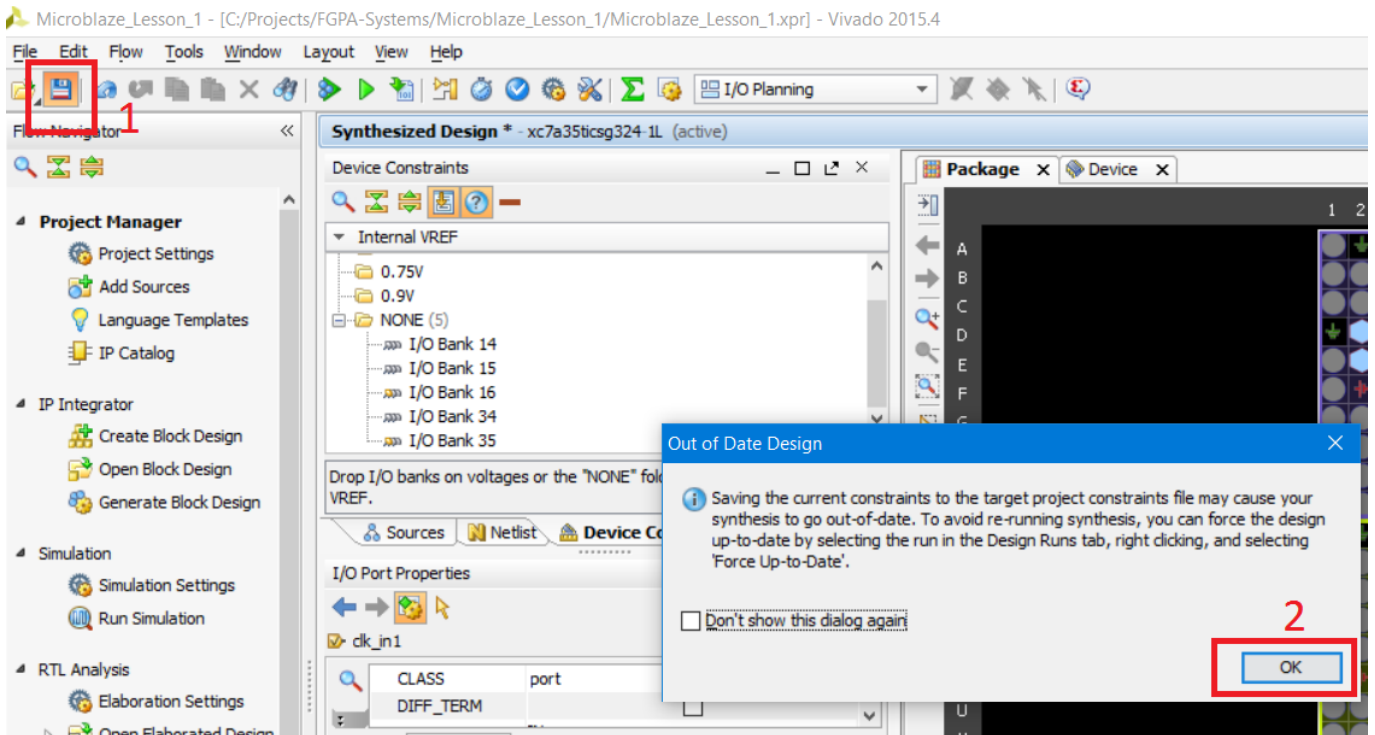 Microblaze_Lesson_1 - [C:/Projects/FGPA-Systems/Microblaze_Lesson_1/Microblaze_Lesson_1.xpr] - Vivado 2015.4
File Edit Flow Tools Window Layout View Help
I/O Planning
1
Flow Navigator
Synthesized Design * - xc7a35ticsg324-1L (active)
Device Constraints
Package
Device
Internal VREF
1 2
Project Manager
Project Settings
Add Sources
Language Templates
IP Catalog
0.75V
0.9V
NONE (5)
I/O Bank 14
I/O Bank 15
I/O Bank 16
I/O Bank 34
I/O Bank 35
A
B
C
D
E
F
G
IP Integrator
Create Block Design
Open Block Design
Generate Block Design
Drop I/O banks on voltages or the "NONE"
VREF.
Sources
Netlist
Device
Out of Date Design
Saving the current constraints to the target project constraints file may cause your
synthesis to go out-of-date. To avoid re-running synthesis, you can force the design
up-to-date by selecting the run in the Design Runs tab, right clicking, and selecting
'Force Up-to-Date'.
Don't show this dialog again
2
OK
Simulation
Simulation Settings
Run Simulation
I/O Port Properties
clk_in1
CLASS port
DIFF_TERM
RTL Analysis
Elaboration Settings
Open Elaborated Design
U